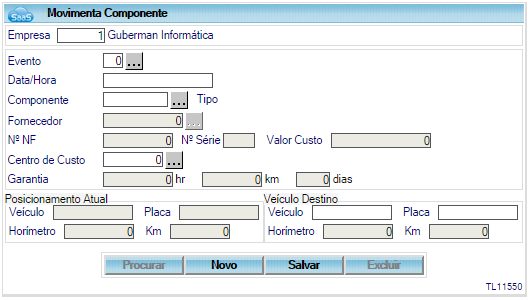 SaaS Movimenta Componente
Empresa 1 Guberman Informática
Evento 0 ...
Data/Hora
Componente ... Tipo
Fornecedor 0 ...
Nº NF 0 Nº Série Valor Custo 0
Centro de Custo 0 ...
Garantia 0 hr 0 km 0 dias
Posicionamento Atual Veículo Destino
Veículo Placa Veículo Placa
Horímetro 0 Km 0 Horímetro 0 Km 0
Procurar Novo Salvar Excluir
TL11550